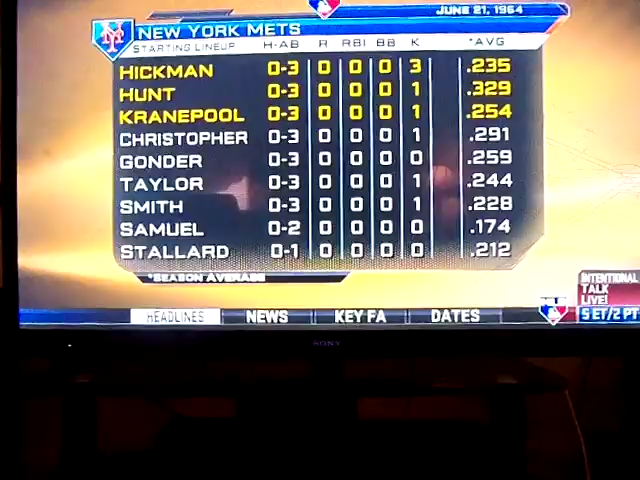 JUNE 21, 1964
NEW YORK METS
STARTING LINEUP H-AB R RBI BB K *AVG
HICKMAN 0-3 0 0 0 3 .235
HUNT 0-3 0 0 0 1 .329
KRANEPOOL 0-3 0 0 0 1 .254
CHRISTOPHER 0-3 0 0 0 1 .291
GONDER 0-3 0 0 0 0 .259
TAYLOR 0-3 0 0 0 1 .244
SMITH 0-3 0 0 0 1 .228
SAMUEL 0-2 0 0 0 0 .174
STALLARD 0-1 0 0 0 0 .212
*SEASON AVERAGE
INTENTIONAL
TALK
LIVE!
5 ET/2 PT
HEADLINES NEWS KEY FA DATES
SONY